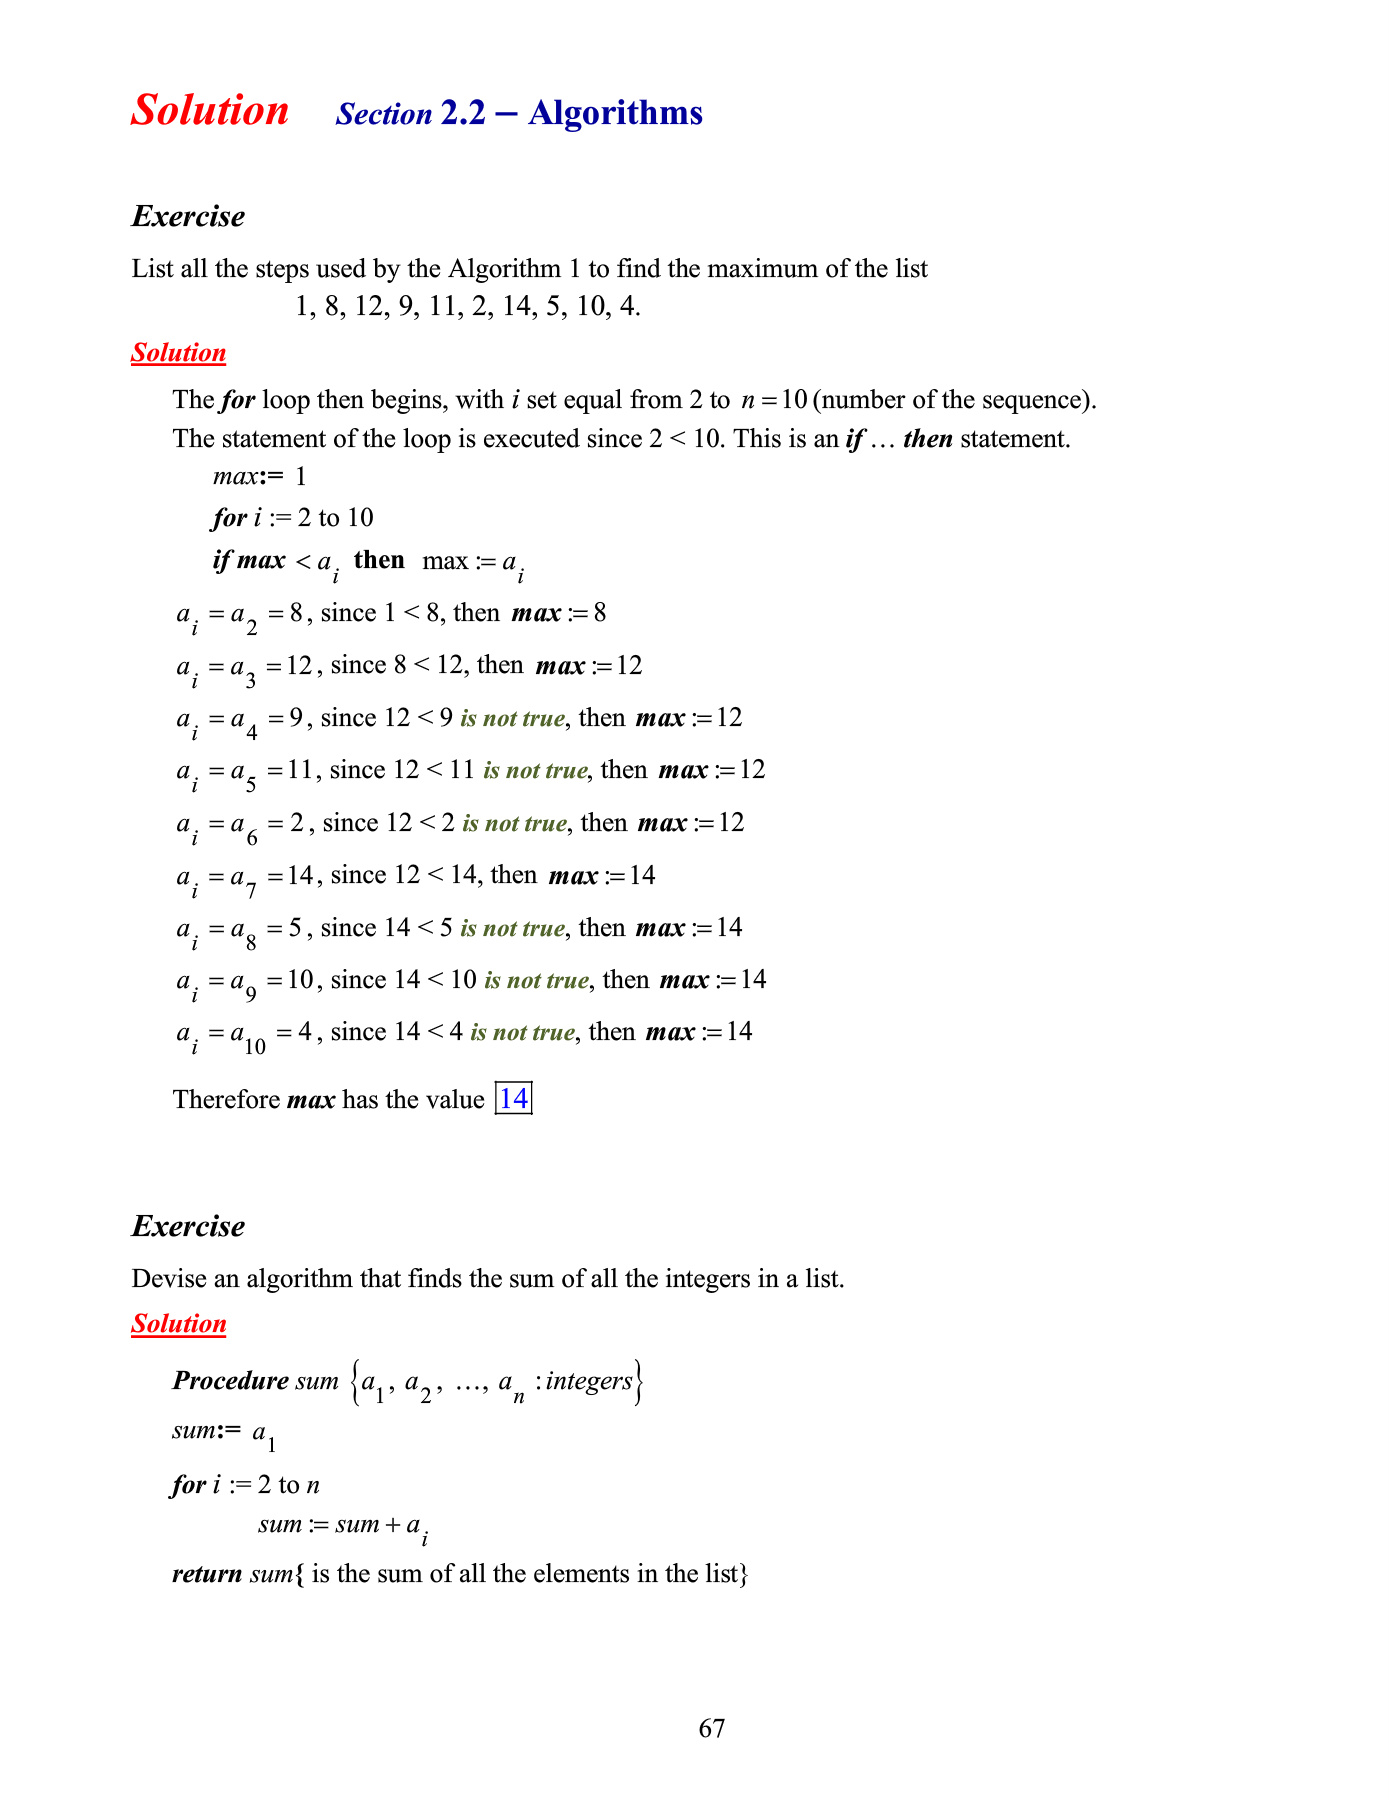 Solution Section 2.2 – Algorithms
Exercise
List all the steps used by the Algorithm 1 to find the maximum of the list
1, 8, 12, 9, 11, 2, 14, 5, 10, 4.
Solution
The for loop then begins, with i set equal from 2 to n = 10 (number of the sequence).
The statement of the loop is executed since 2 < 10. This is an if … then statement.
max:= 1
for i := 2 to 10
if max < a_i then max := a_i
a_i = a_2 = 8, since 1 < 8, then max := 8
a_i = a_3 = 12, since 8 < 12, then max := 12
a_i = a_4 = 9, since 12 < 9 is not true, then max := 12
a_i = a_5 = 11, since 12 < 11 is not true, then max := 12
a_i = a_6 = 2, since 12 < 2 is not true, then max := 12
a_i = a_7 = 14, since 12 < 14, then max := 14
a_i = a_8 = 5, since 14 < 5 is not true, then max := 14
a_i = a_9 = 10, since 14 < 10 is not true, then max := 14
a_i = a_10 = 4, since 14 < 4 is not true, then max := 14
Therefore max has the value 14
Exercise
Devise an algorithm that finds the sum of all the integers in a list.
Solution
Procedure sum {a_1, a_2, …, a_n : integers}
sum:= a_1
for i := 2 to n
sum := sum + a_i
return sum{ is the sum of all the elements in the list}
67